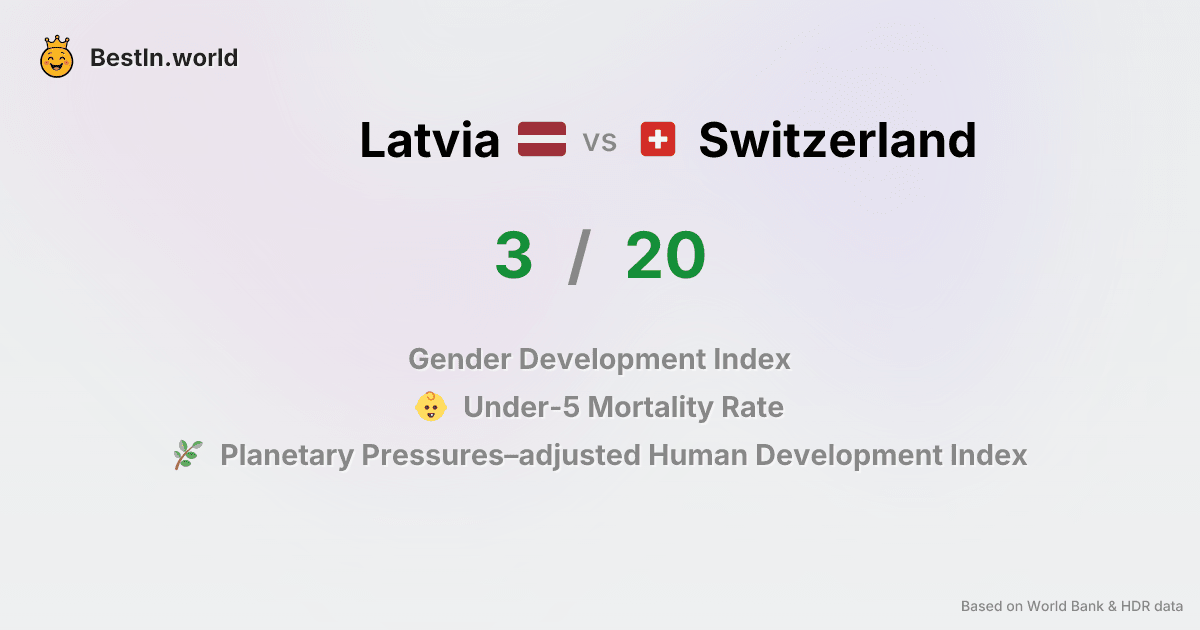 BestIn.world
Latvia vs Switzerland
3 / 20
Gender Development Index
Under-5 Mortality Rate
Planetary Pressures–adjusted Human Development Index
Based on World Bank & HDR data